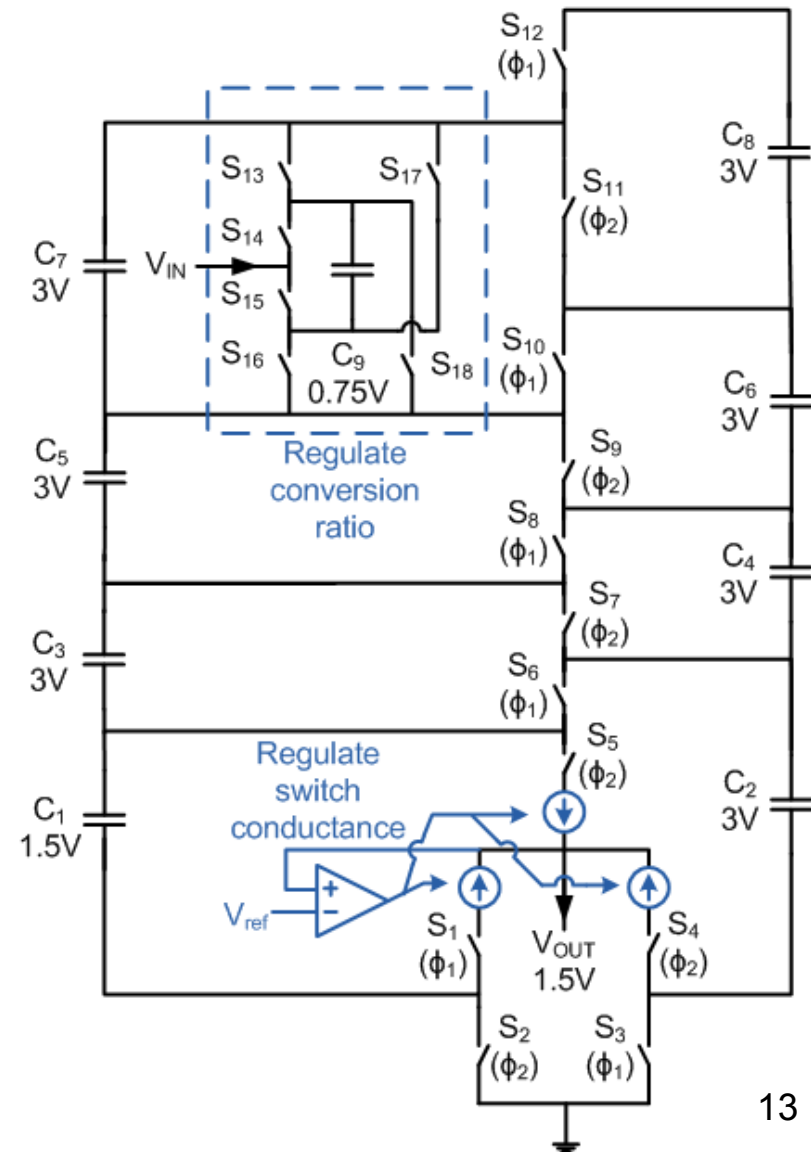 S12
(ϕ1)
C8
3V
S13
S17
S11
(ϕ2)
S14
C7
3V
VIN
S15
S10
(ϕ1)
S16
C9
0.75V
S18
C6
3V
S9
(ϕ2)
C5
3V
Regulate
conversion
ratio
S8
(ϕ1)
C4
3V
S7
(ϕ2)
C3
3V
S6
(ϕ1)
S5
(ϕ2)
Regulate
switch
conductance
C1
1.5V
C2
3V
+
−
Vref
S1
(ϕ1)
VOUT
1.5V
S4
(ϕ2)
S2
(ϕ2)
S3
(ϕ1)
13